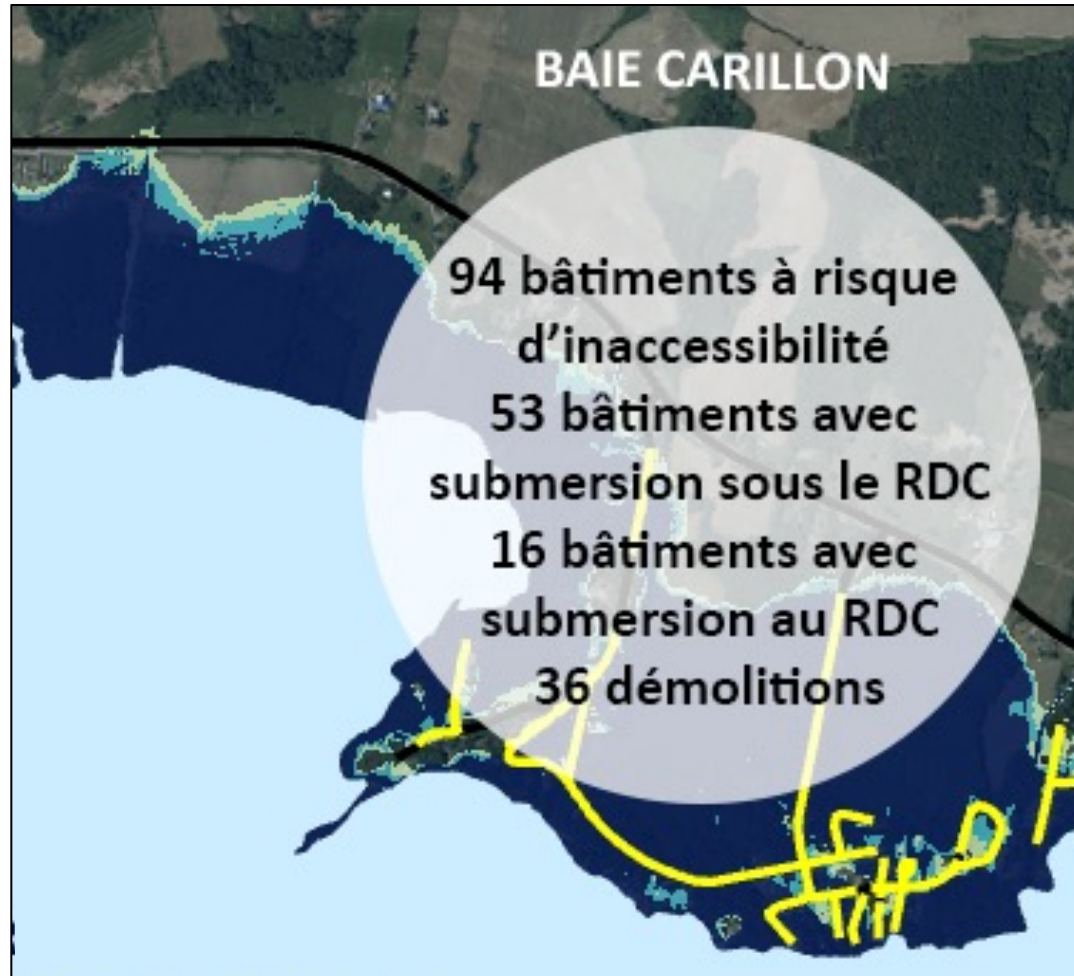 BAIE CARILLON
94 bâtiments à risque
d’inaccessibilité
53 bâtiments avec
submersion sous le RDC
16 bâtiments avec
submersion au RDC
36 démolitions